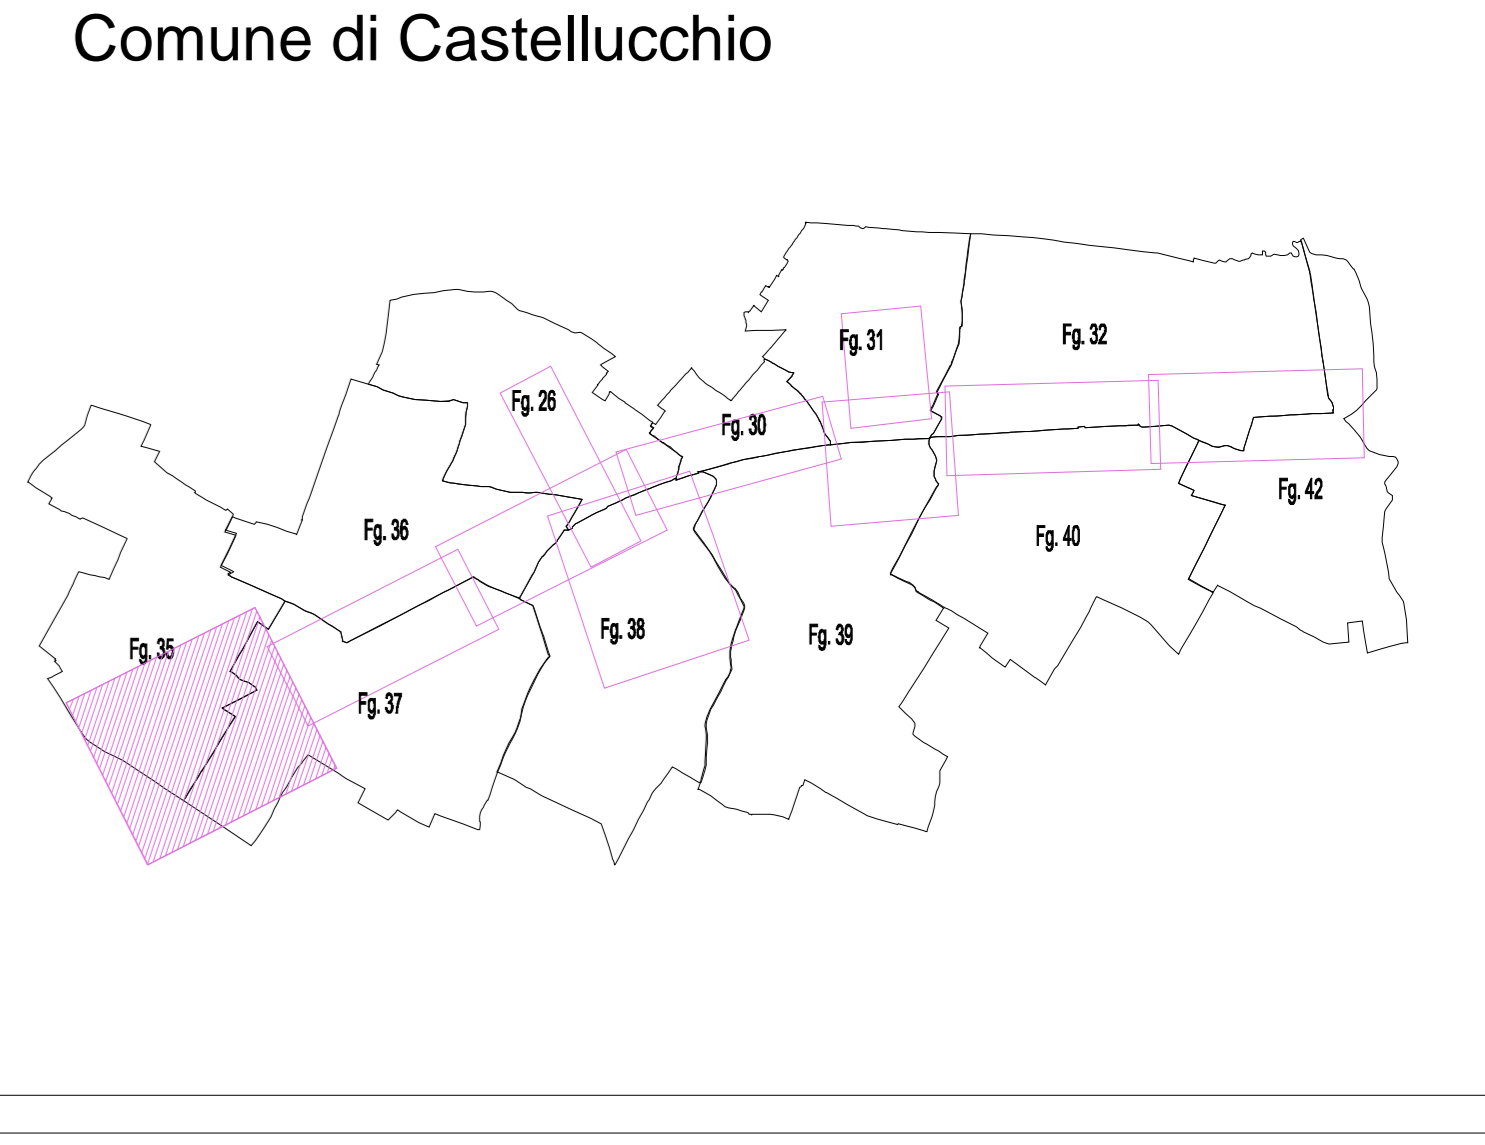 Comune di Castellucchio
Fg. 31
Fg. 32
Fg. 26
Fg. 30
Fg. 42
Fg. 36
Fg. 40
Fg. 38
Fg. 39
Fg. 35
Fg. 37